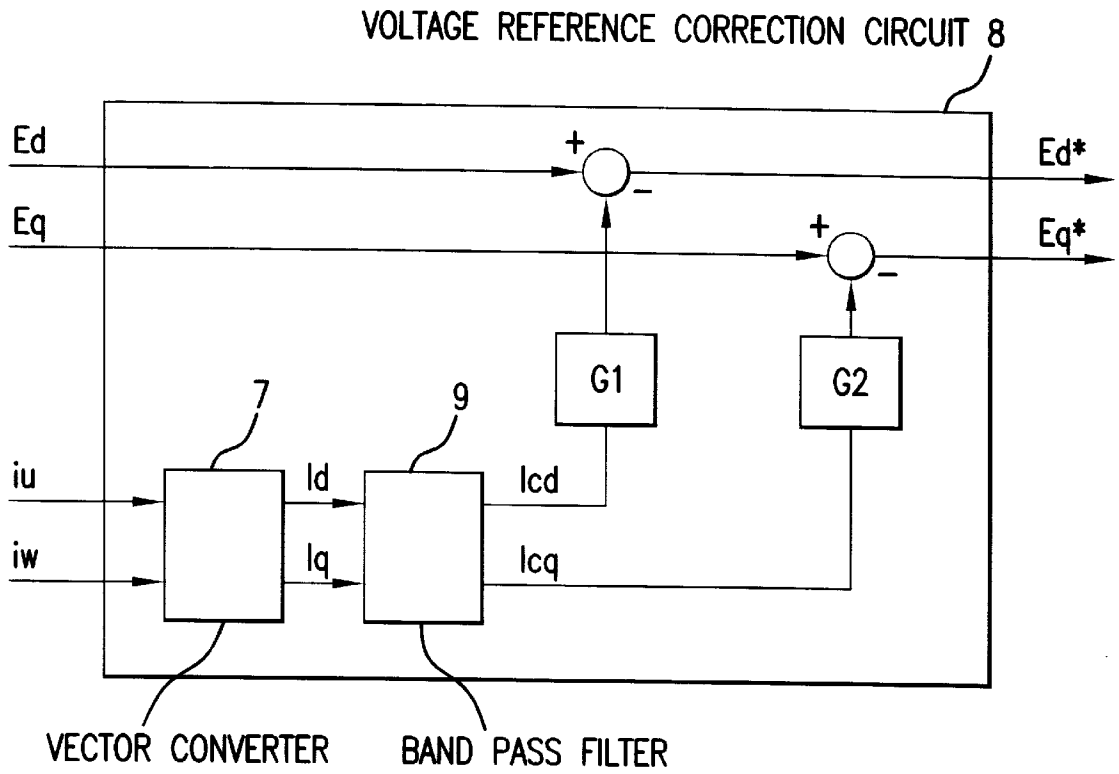 VOLTAGE REFERENCE CORRECTION CIRCUIT 8
Ed
+
-
Ed*
Eq
+
-
Eq*
G1
G2
7
9
iu
Id
Icd
iw
Iq
Icq
VECTOR CONVERTER
BAND PASS FILTER